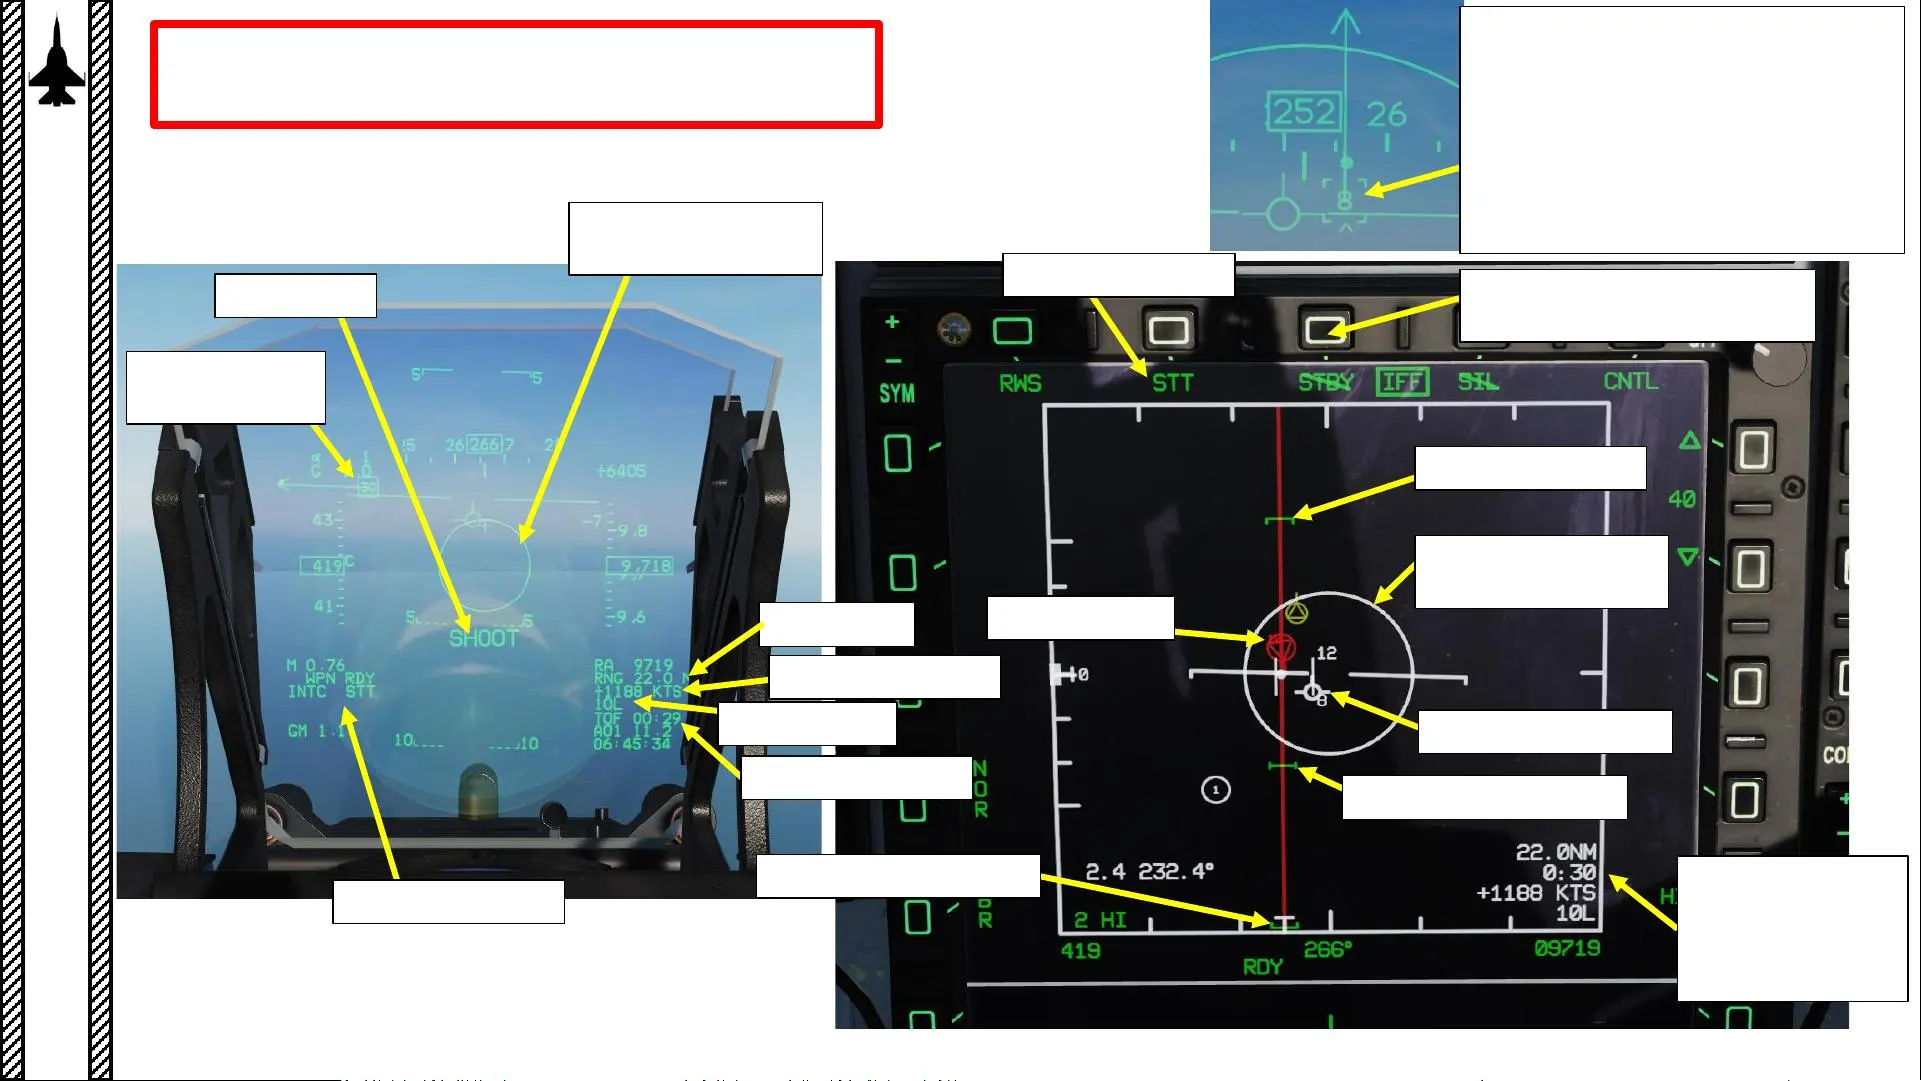 252 26
+
-
SYM
RWS STT STBY IFF SIL CNTL
5 5
26 266 7
α 1
G 0
30
+6405
43
-7
9.8
419 C
9,718
41
9.6
5 5
SHOOT
M 0.76
WPN RDY
INTC STT
GM 1.1
RA 9719
RNG 22.0 N
+1188 KTS
10L
TOF 00:29
A01 11.2
06:45:34
10 10
40
12
0
8
1
N
O
R
22.0NM
0:30
+1188 KTS
10L
2.4 232.4°
B
R
2 HI
H
419 266° 09719
RDY
CO
+
-